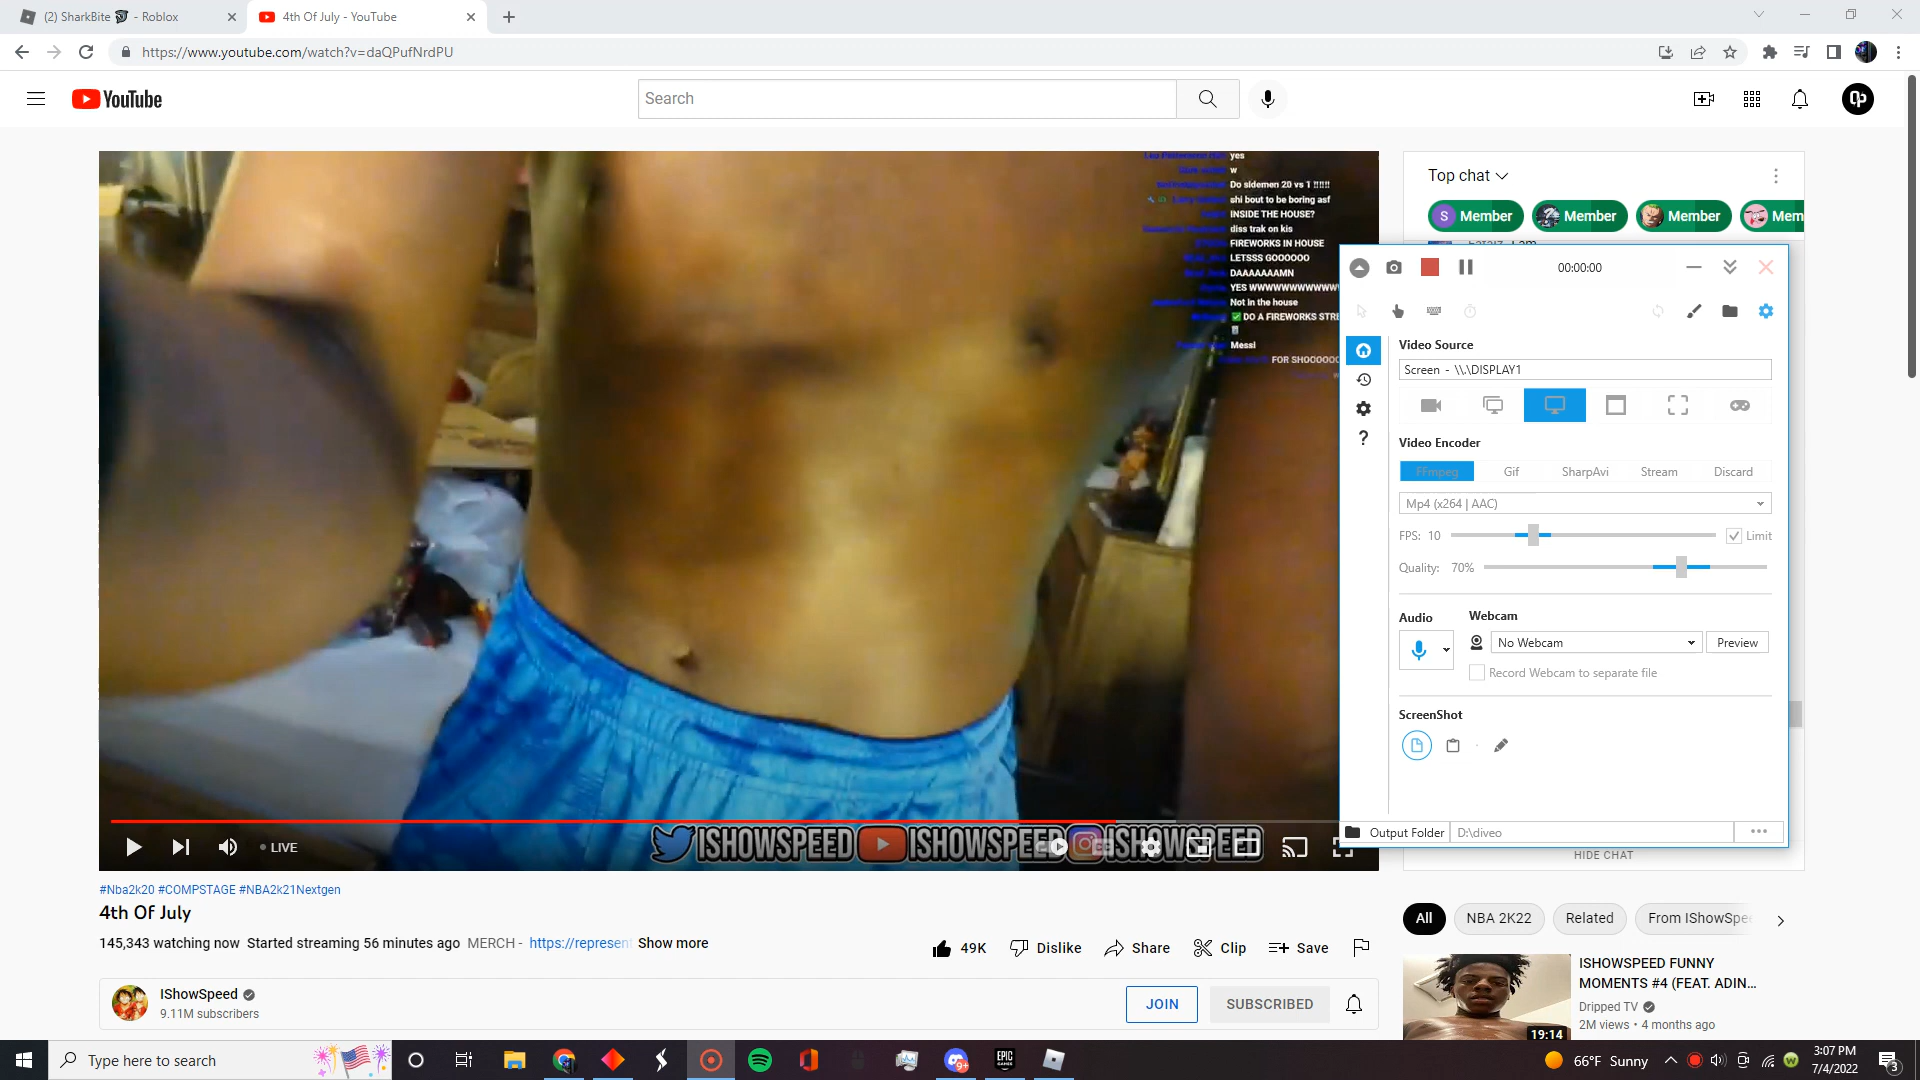 (2) SharkBite - Roblox
4th Of July - YouTube
https://www.youtube.com/watch?v=daQPufNrdPU
YouTube
Search
yes
w
Do sidemen 20 vs 1 !!!!!
shi bout to be boring asf
INSIDE THE HOUSE?
diss trak on kis
FIREWORKS IN HOUSE
LETSSS GOOOOOO
DAAAAAAAMN
Not in the house
DO A FIREWORKS STRE
Messi
Top chat
S Member
Member
Member
Mem
00:00:00
Video Source
Screen - \\.\DISPLAY1
Video Encoder
FFmpeg Gif SharpAvi Stream Discard
Mp4 (x264 | AAC)
FPS: 10 Limit
Quality: 70%
Audio
Webcam
No Webcam
Preview
Record Webcam to separate file
ScreenShot
Output Folder D:\diveo
HIDE CHAT
LIVE
ISHOWSPEED ISHOWSPEED ISHOWSPEED
#Nba2k20 #COMPSTAGE #NBA2k21Nextgen
4th Of July
145,343 watching now Started streaming 56 minutes ago MERCH - https://represen Show more
49K Dislike Share Clip Save
IShowSpeed
9.11M subscribers
JOIN SUBSCRIBED
All NBA 2K22 Related From IShowSpe
ISHOWSPEED FUNNY
MOMENTS #4 (FEAT. ADIN...
Dripped TV
2M views • 4 months ago
19:14
Type here to search
9+
EPIC
GAMES
66°F Sunny
3:07 PM
7/4/2022
3